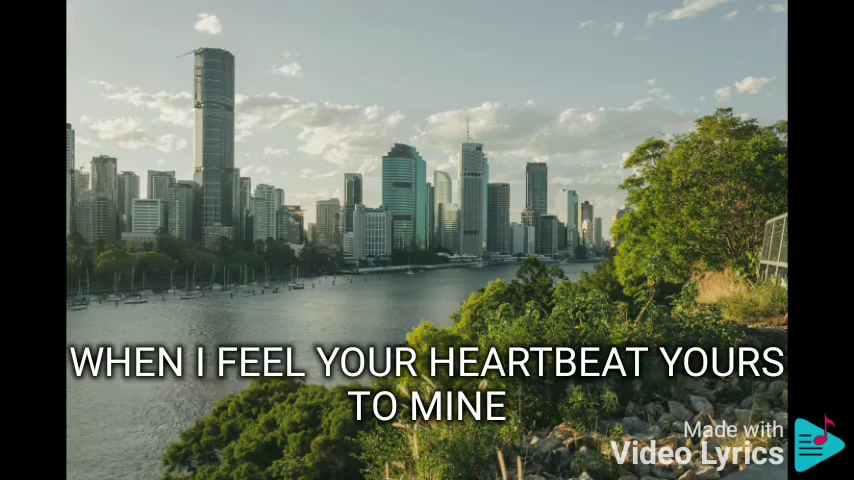 WHEN I FEEL YOUR HEARTBEAT YOURS
TO MINE
Made with
Video Lyrics